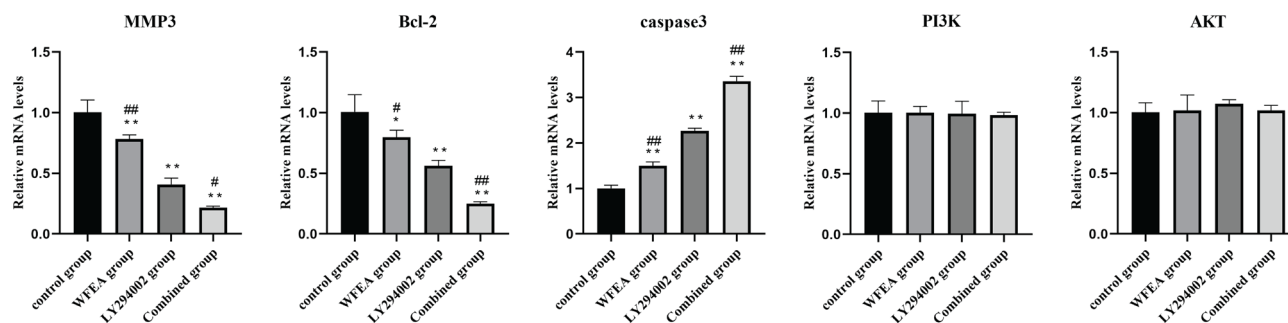 MMP3
Relative mRNA levels
1.5
1.0
0.5
0.0
##
**
**
#
**
control group
WFEA group
LY294002 group
Combined group
Bcl-2
Relative mRNA levels
1.5
1.0
0.5
0.0
#
*
**
##
**
control group
WFEA group
LY294002 group
Combined group
caspase3
Relative mRNA levels
4
3
2
1
0
##
**
**
##
**
control group
WFEA group
LY294002 group
Combined group
PI3K
Relative mRNA levels
1.5
1.0
0.5
0.0
control group
WFEA group
LY294002 group
Combined group
AKT
Relative mRNA levels
1.5
1.0
0.5
0.0
control group
WFEA group
LY294002 group
Combined group